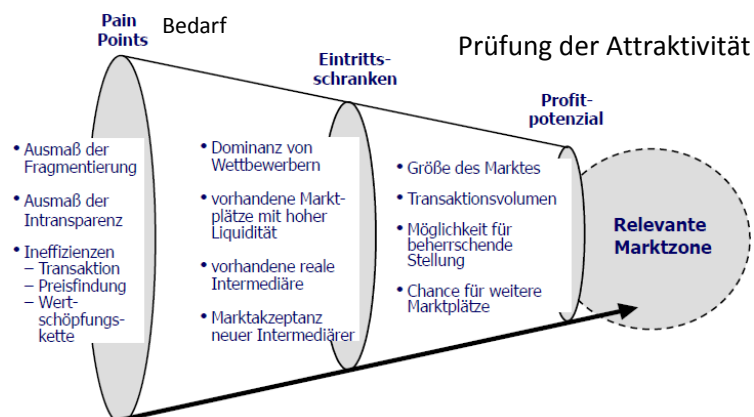 Pain
Points
Bedarf
Eintritts-
schranken
Prüfung der Attraktivität
Profit-
potenzial
• Ausmaß der
Fragmentierung
• Ausmaß der
Intransparenz
• Ineffizienzen
– Transaktion
– Preisfindung
– Wert-
schöpfungs-
kette
• Dominanz von
Wettbewerbern
• vorhandene Markt-
plätze mit hoher
Liquidität
• vorhandene reale
Intermediäre
• Marktakzeptanz
neuer Intermediärer
• Größe des Marktes
• Transaktionsvolumen
• Möglichkeit für
beherrschende
Stellung
• Chance für weitere
Marktplätze
Relevante
Marktzone